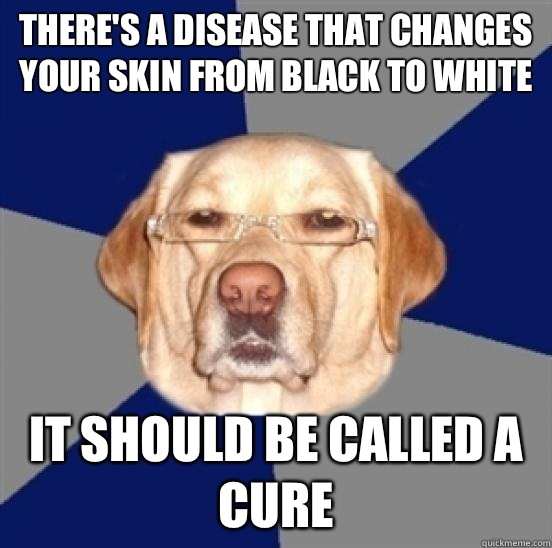 THERE'S A DISEASE THAT CHANGES
YOUR SKIN FROM BLACK TO WHITE
IT SHOULD BE CALLED A
CURE
quickmeme.com